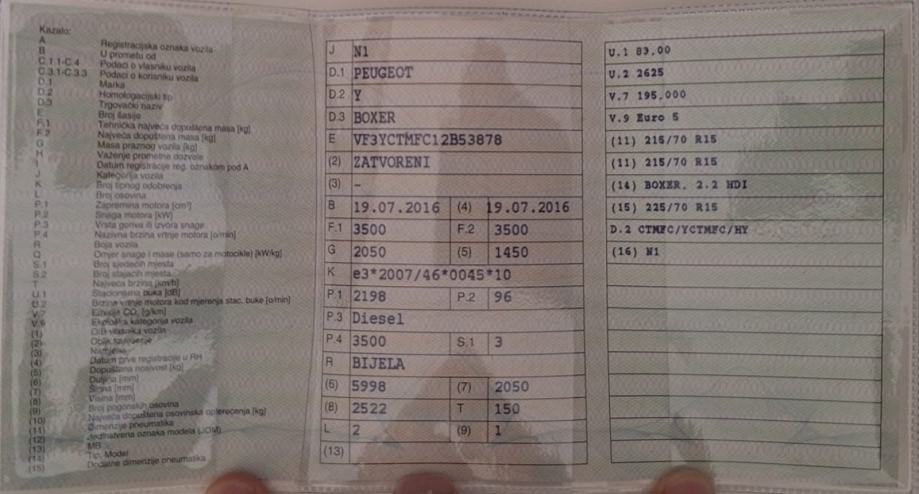 Kazalo:
A Registracijska oznaka vozila
B U prometu od
C.1.1-C.4 Podaci o vlasniku vozila
C.3.1-C.3.3 Podaci o korisniku vozila
D.1 Marka
D.2 Homologacijski tip
D.3 Trgovački naziv
E Broj šasije
F.1 Tehnička najveća dopuštena masa [kg]
F.2 Najveća dopuštena masa [kg]
G Masa praznog vozila [kg]
H Važenje prometne dozvole
I Datum registracije reg. oznakom pod A
J Kategorija vozila
K Broj tipnog odobrenja
L Broj osovina
P.1 Zapremina motora [cm³]
P.2 Snaga motora [kW]
P.3 Vrsta goriva ili izvora snage
P.4 Nazivna brzina vrtnje motora [o/min]
R Boja vozila
Q Omjer snage i mase (samo za motocikle) [kW/kg]
S.1 Broj sjedećih mjesta
S.2 Broj stajaćih mjesta
T Najveća brzina [km/h]
U.1 Stacionarna buka [dB]
U.2 Brzina vrtnje motora kod mjerenja stac. buke [o/min]
V.7 Emisija CO₂ [g/km]
V.9 Ekološka kategorija vozila
(1) OIB vlasnika vozila
(2) Oblik
(3) Namjena
(4) Datum prve registracije u RH
(5) Dopuštena nosivost [kg]
(6) Duljina [mm]
(7) Širina [mm]
(8) Visina [mm]
(9) Broj pogonskih osovina
(10) Najveća dopuštena osovinska opterećenja [kg]
(11) Dimenzije pneumatika
(12) Jedinstvena oznaka modela (JOM)
(13) MB
(14) Tip, Model
(15) Dodatne dimenzije pneumatika
J N1
D.1 PEUGEOT
D.2 Y
D.3 BOXER
E VF3YCTMFC12B53878
(2) ZATVORENI
(3) –
B 19.07.2016 (4) 19.07.2016
F.1 3500 F.2 3500
G 2050 (5) 1450
K e3*2007/46*0045*10
P.1 2198 P.2 96
P.3 Diesel
P.4 3500 S.1 3
R BIJELA
(6) 5998 (7) 2050
(8) 2522 T 150
L 2 (9) 1
(13)
U.1 83,00
U.2 2625
V.7 195,000
V.9 Euro 5
(11) 215/70 R15
(11) 215/70 R15
(14) BOXER, 2.2 HDI
(15) 225/70 R15
D.2 CTMFC/YCTMFC/HY
(16) N1